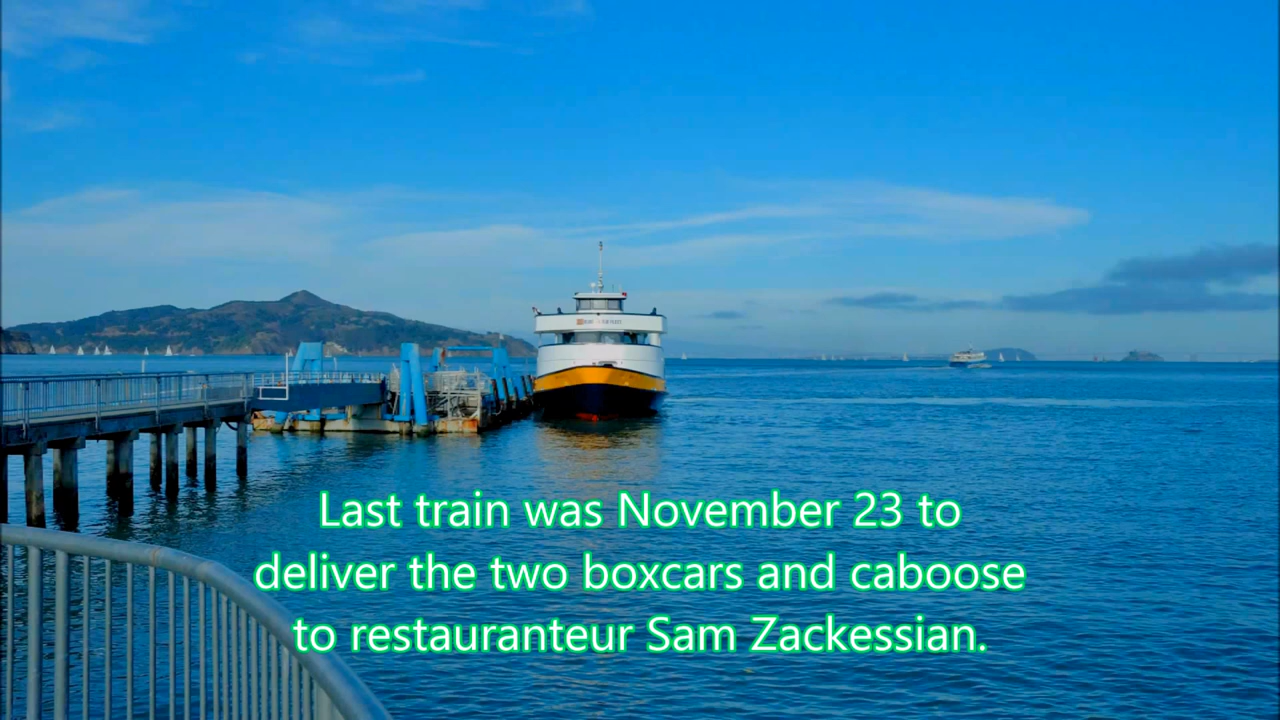 Last train was November 23 to
deliver the two boxcars and caboose
to restauranteur Sam Zackessian.